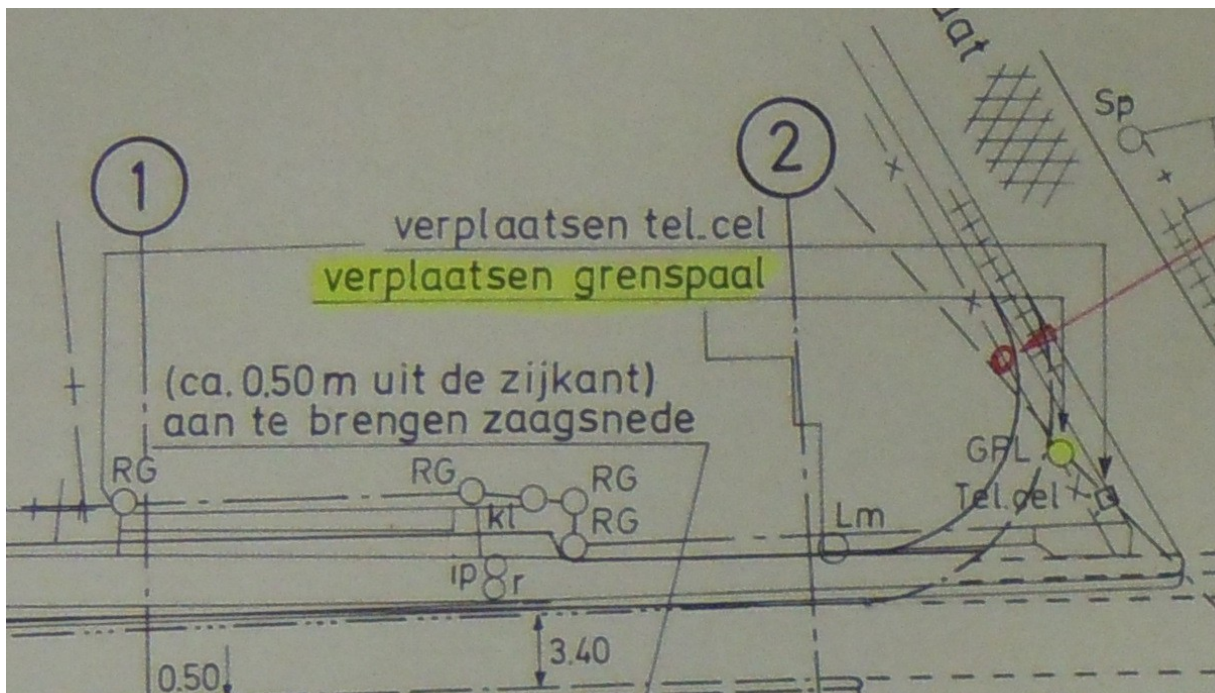 aat
Sp
1
2
verplaatsen tel.cel
verplaatsen grenspaal
(ca. 0.50 m uit de zijkant)
aan te brengen zaagsnede
RG
RG
RG
GPL
Tel.cel
kl
RG
Lm
ip
r
3.40
0.50